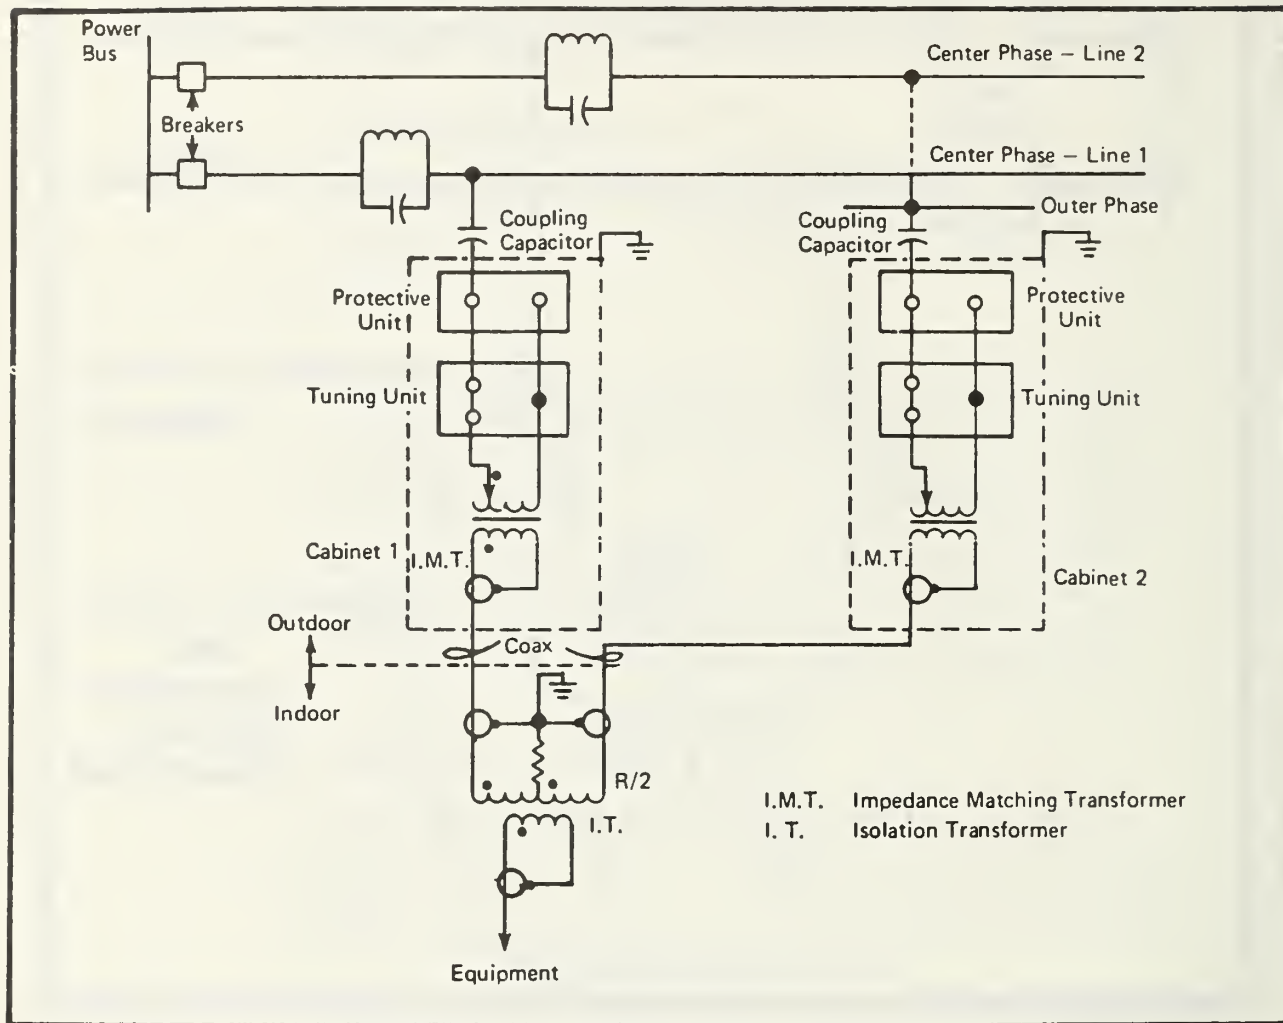 Power
Bus
Center Phase – Line 2
Breakers
Center Phase – Line 1
Outer Phase
Coupling
Capacitor
Coupling
Capacitor
Protective
Unit
Protective
Unit
Tuning Unit
Tuning Unit
Cabinet 1
I.M.T.
I.M.T.
Cabinet 2
Outdoor
Coax
Indoor
R/2
I.T.
I.M.T. Impedance Matching Transformer
I. T. Isolation Transformer
Equipment